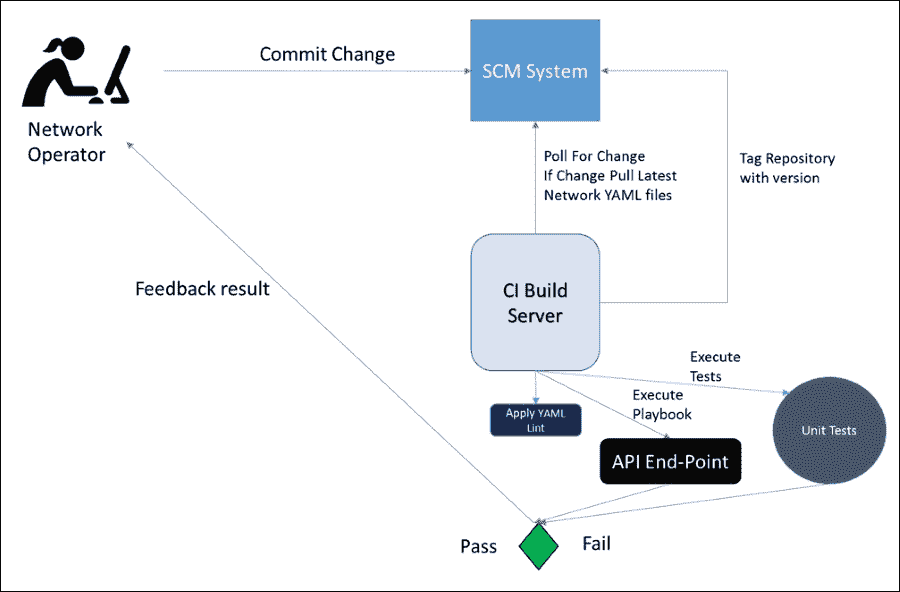 Commit Change
SCM System
Network
Operator
Poll For Change
If Change Pull Latest
Network YAML files
Tag Repository
with version
Feedback result
CI Build
Server
Execute
Tests
Execute
Playbook
Apply YAML
Lint
Unit Tests
API End-Point
Pass
Fail